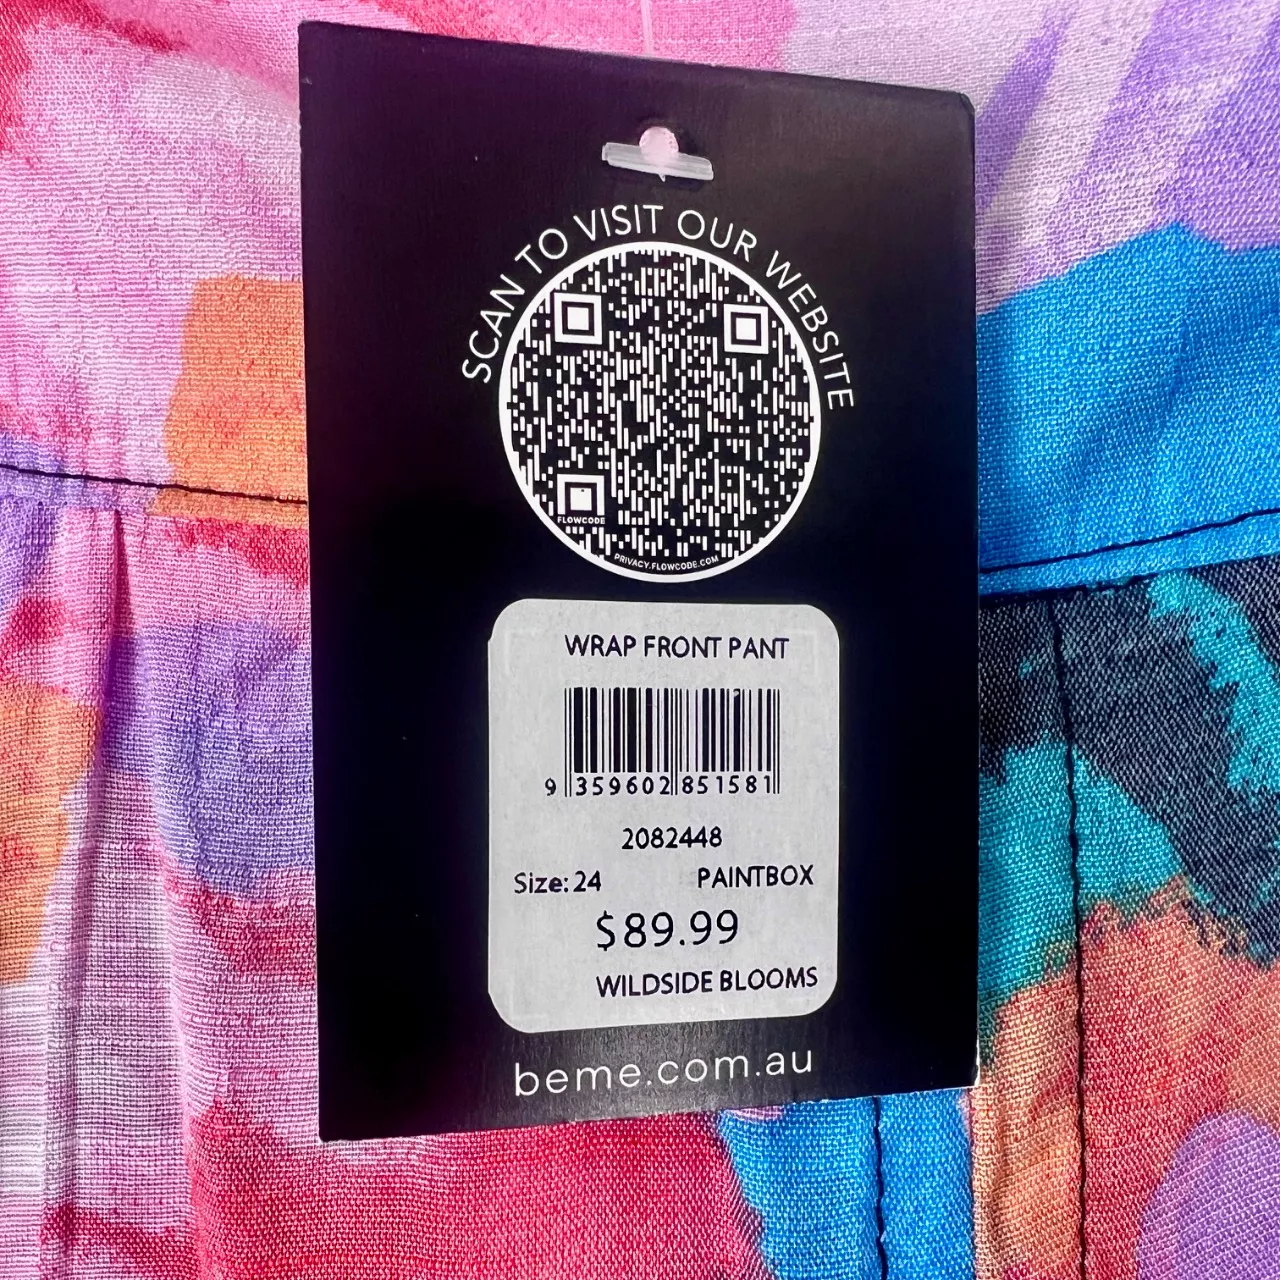 SCAN TO VISIT OUR WEBSITE
FLOWCODE
PRIVACY.FLOWCODE.COM
WRAP FRONT PANT
9 359602 851581
2082448
Size: 24 PAINTBOX
$89.99
WILDSIDE BLOOMS
beme.com.au